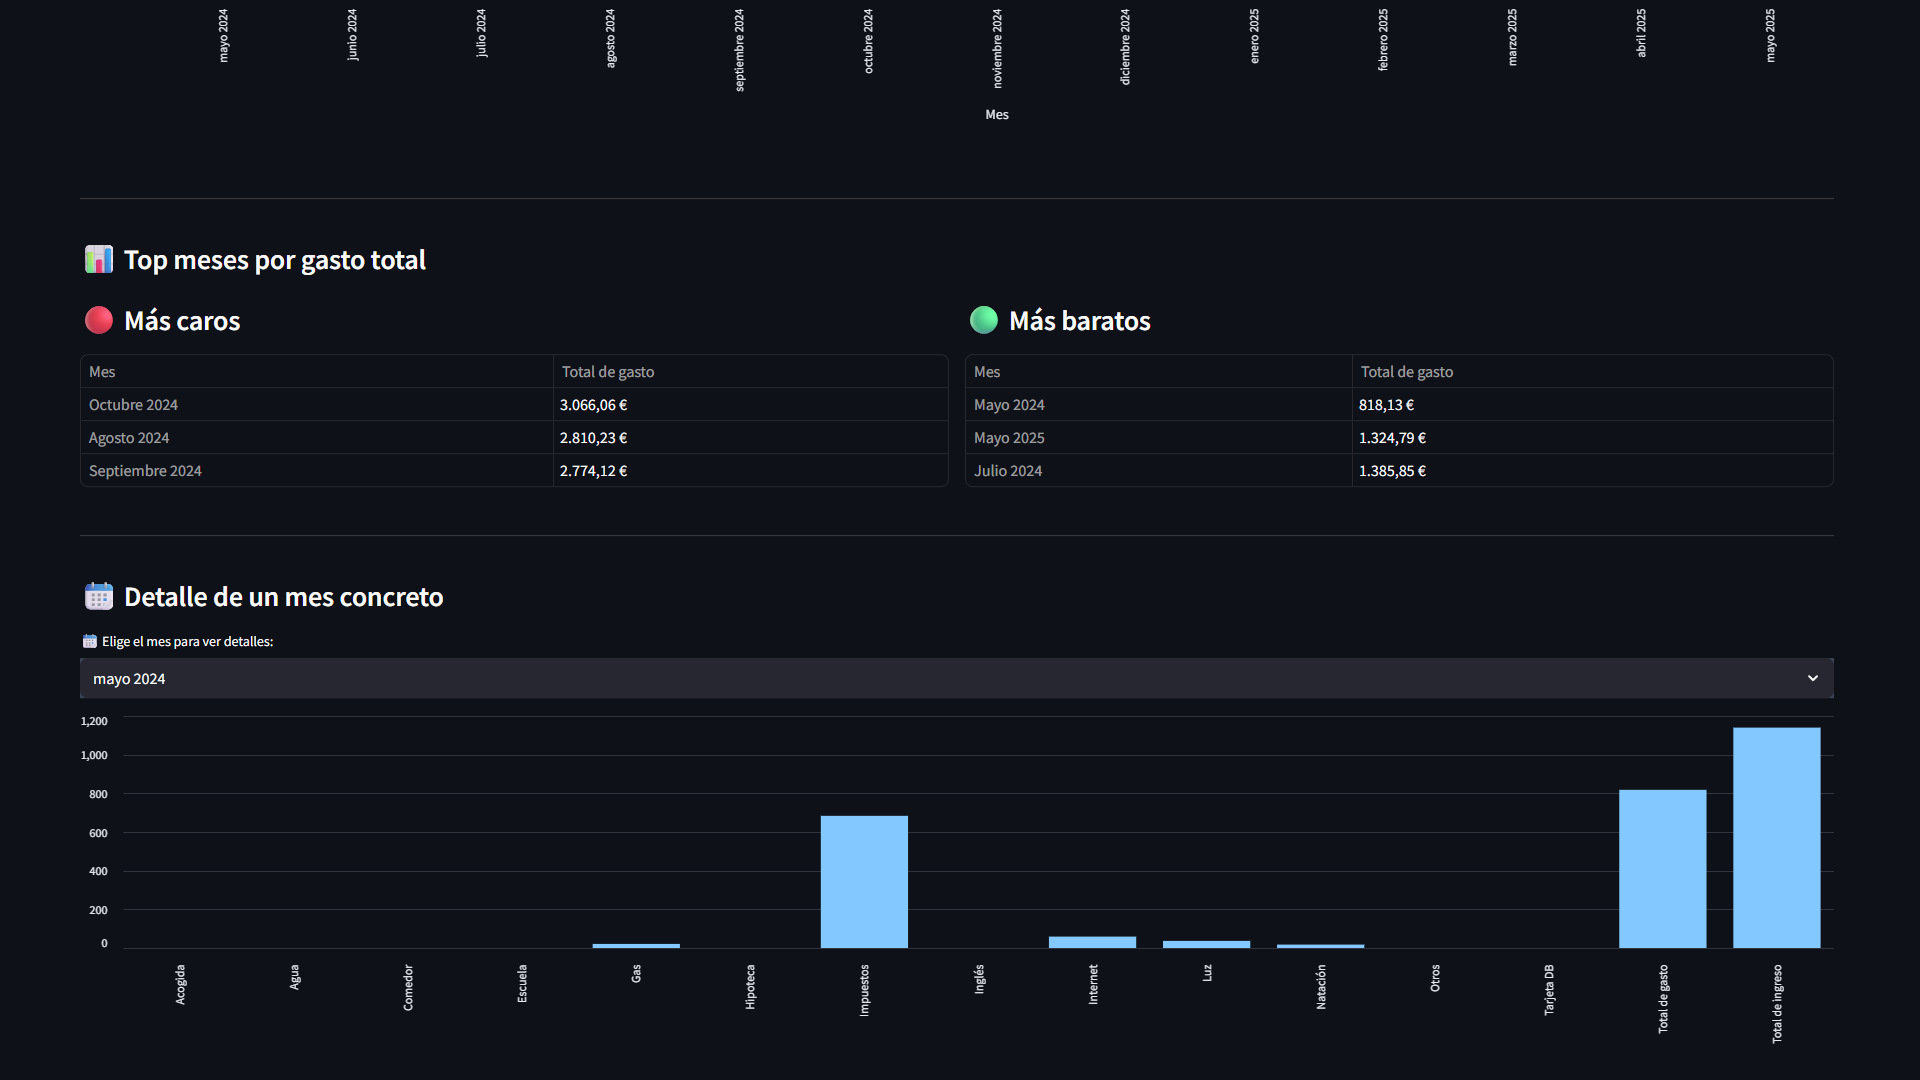 mayo 2024
junio 2024
julio 2024
agosto 2024
septiembre 2024
octubre 2024
noviembre 2024
diciembre 2024
enero 2025
febrero 2025
marzo 2025
abril 2025
mayo 2025
Mes
Top meses por gasto total
Más caros
Mes Total de gasto
Octubre 2024 3.066,06 €
Agosto 2024 2.810,23 €
Septiembre 2024 2.774,12 €
Más baratos
Mes Total de gasto
Mayo 2024 818,13 €
Mayo 2025 1.324,79 €
Julio 2024 1.385,85 €
Detalle de un mes concreto
Elige el mes para ver detalles:
mayo 2024
1,200
1,000
800
600
400
200
0
Acogida
Agua
Comedor
Escuela
Gas
Hipoteca
Impuestos
Inglés
Internet
Luz
Natación
Otros
Tarjeta DB
Total de gasto
Total de ingreso